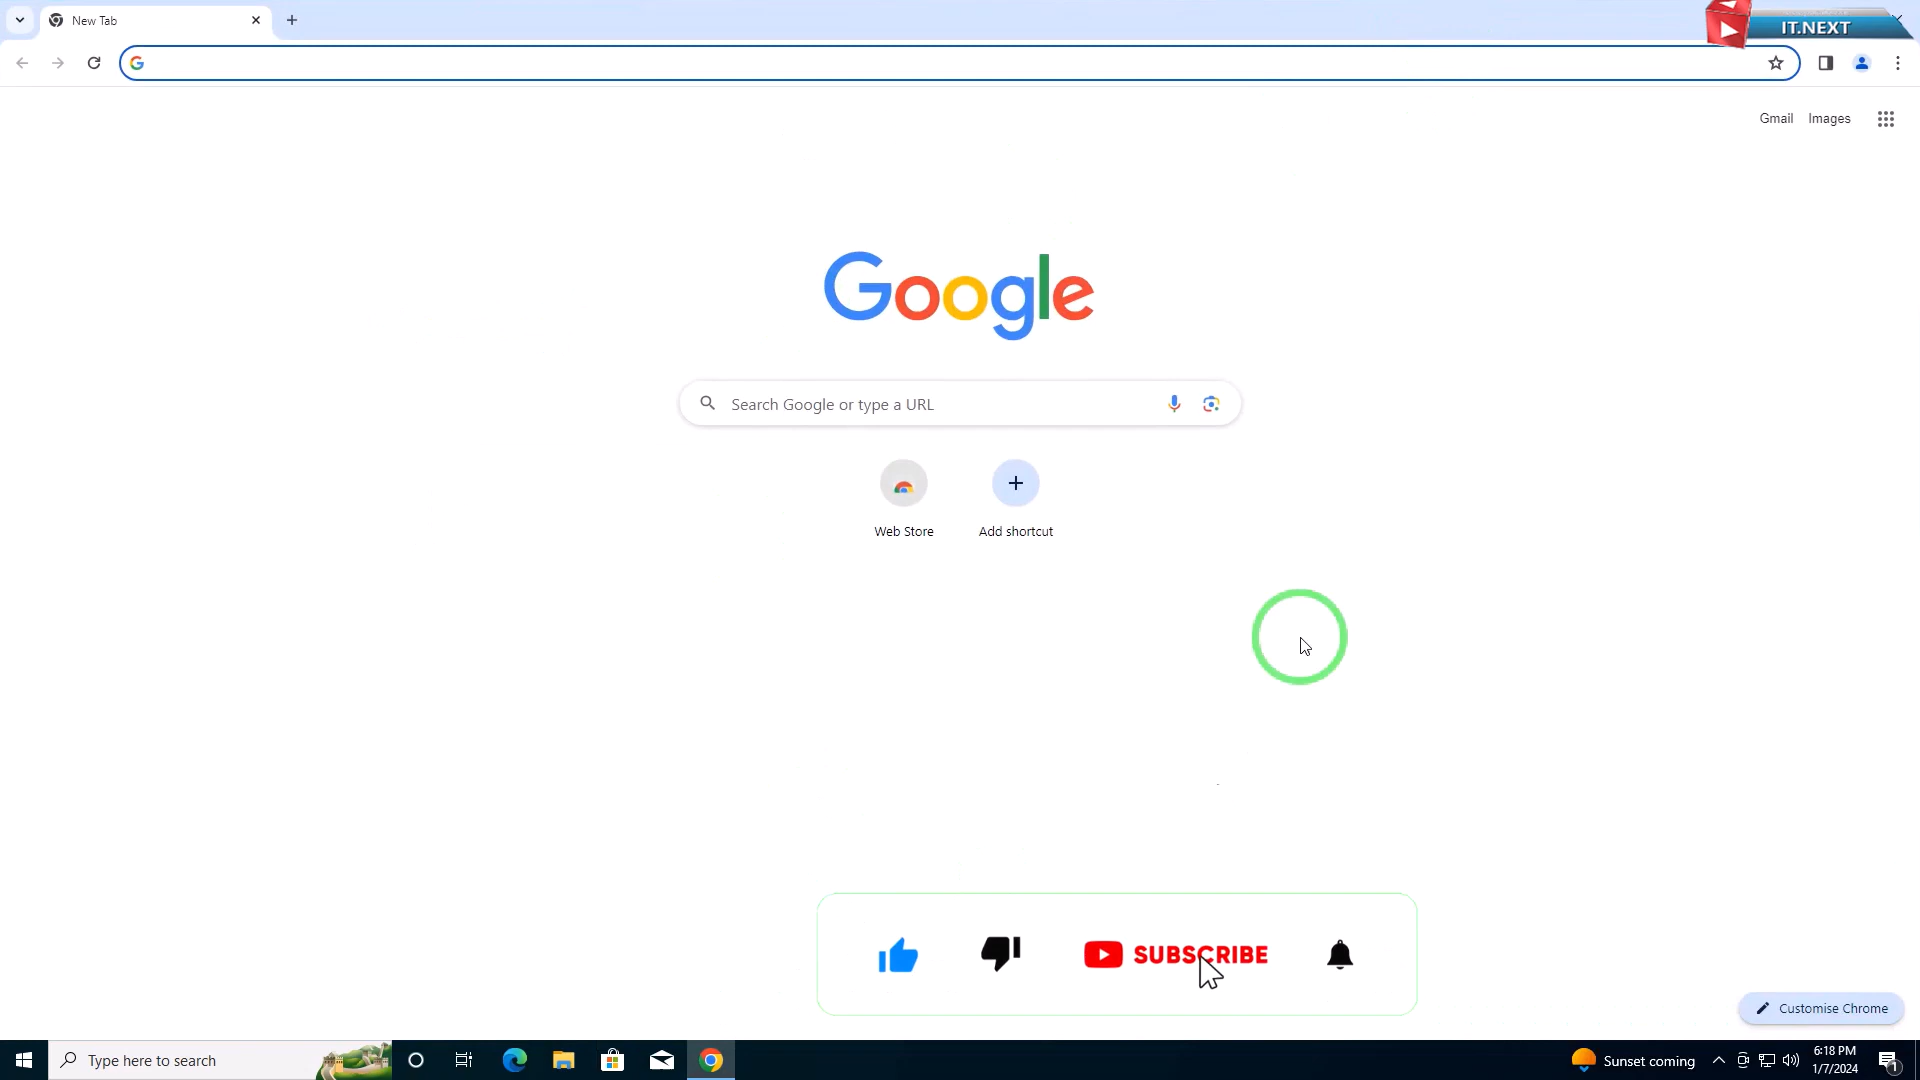 New Tab
IT.NEXT
Gmail Images
Google
Search Google or type a URL
Web Store
Add shortcut
SUBSCRIBE
Customise Chrome
Type here to search
Sunset coming
6:18 PM
1/7/2024
1